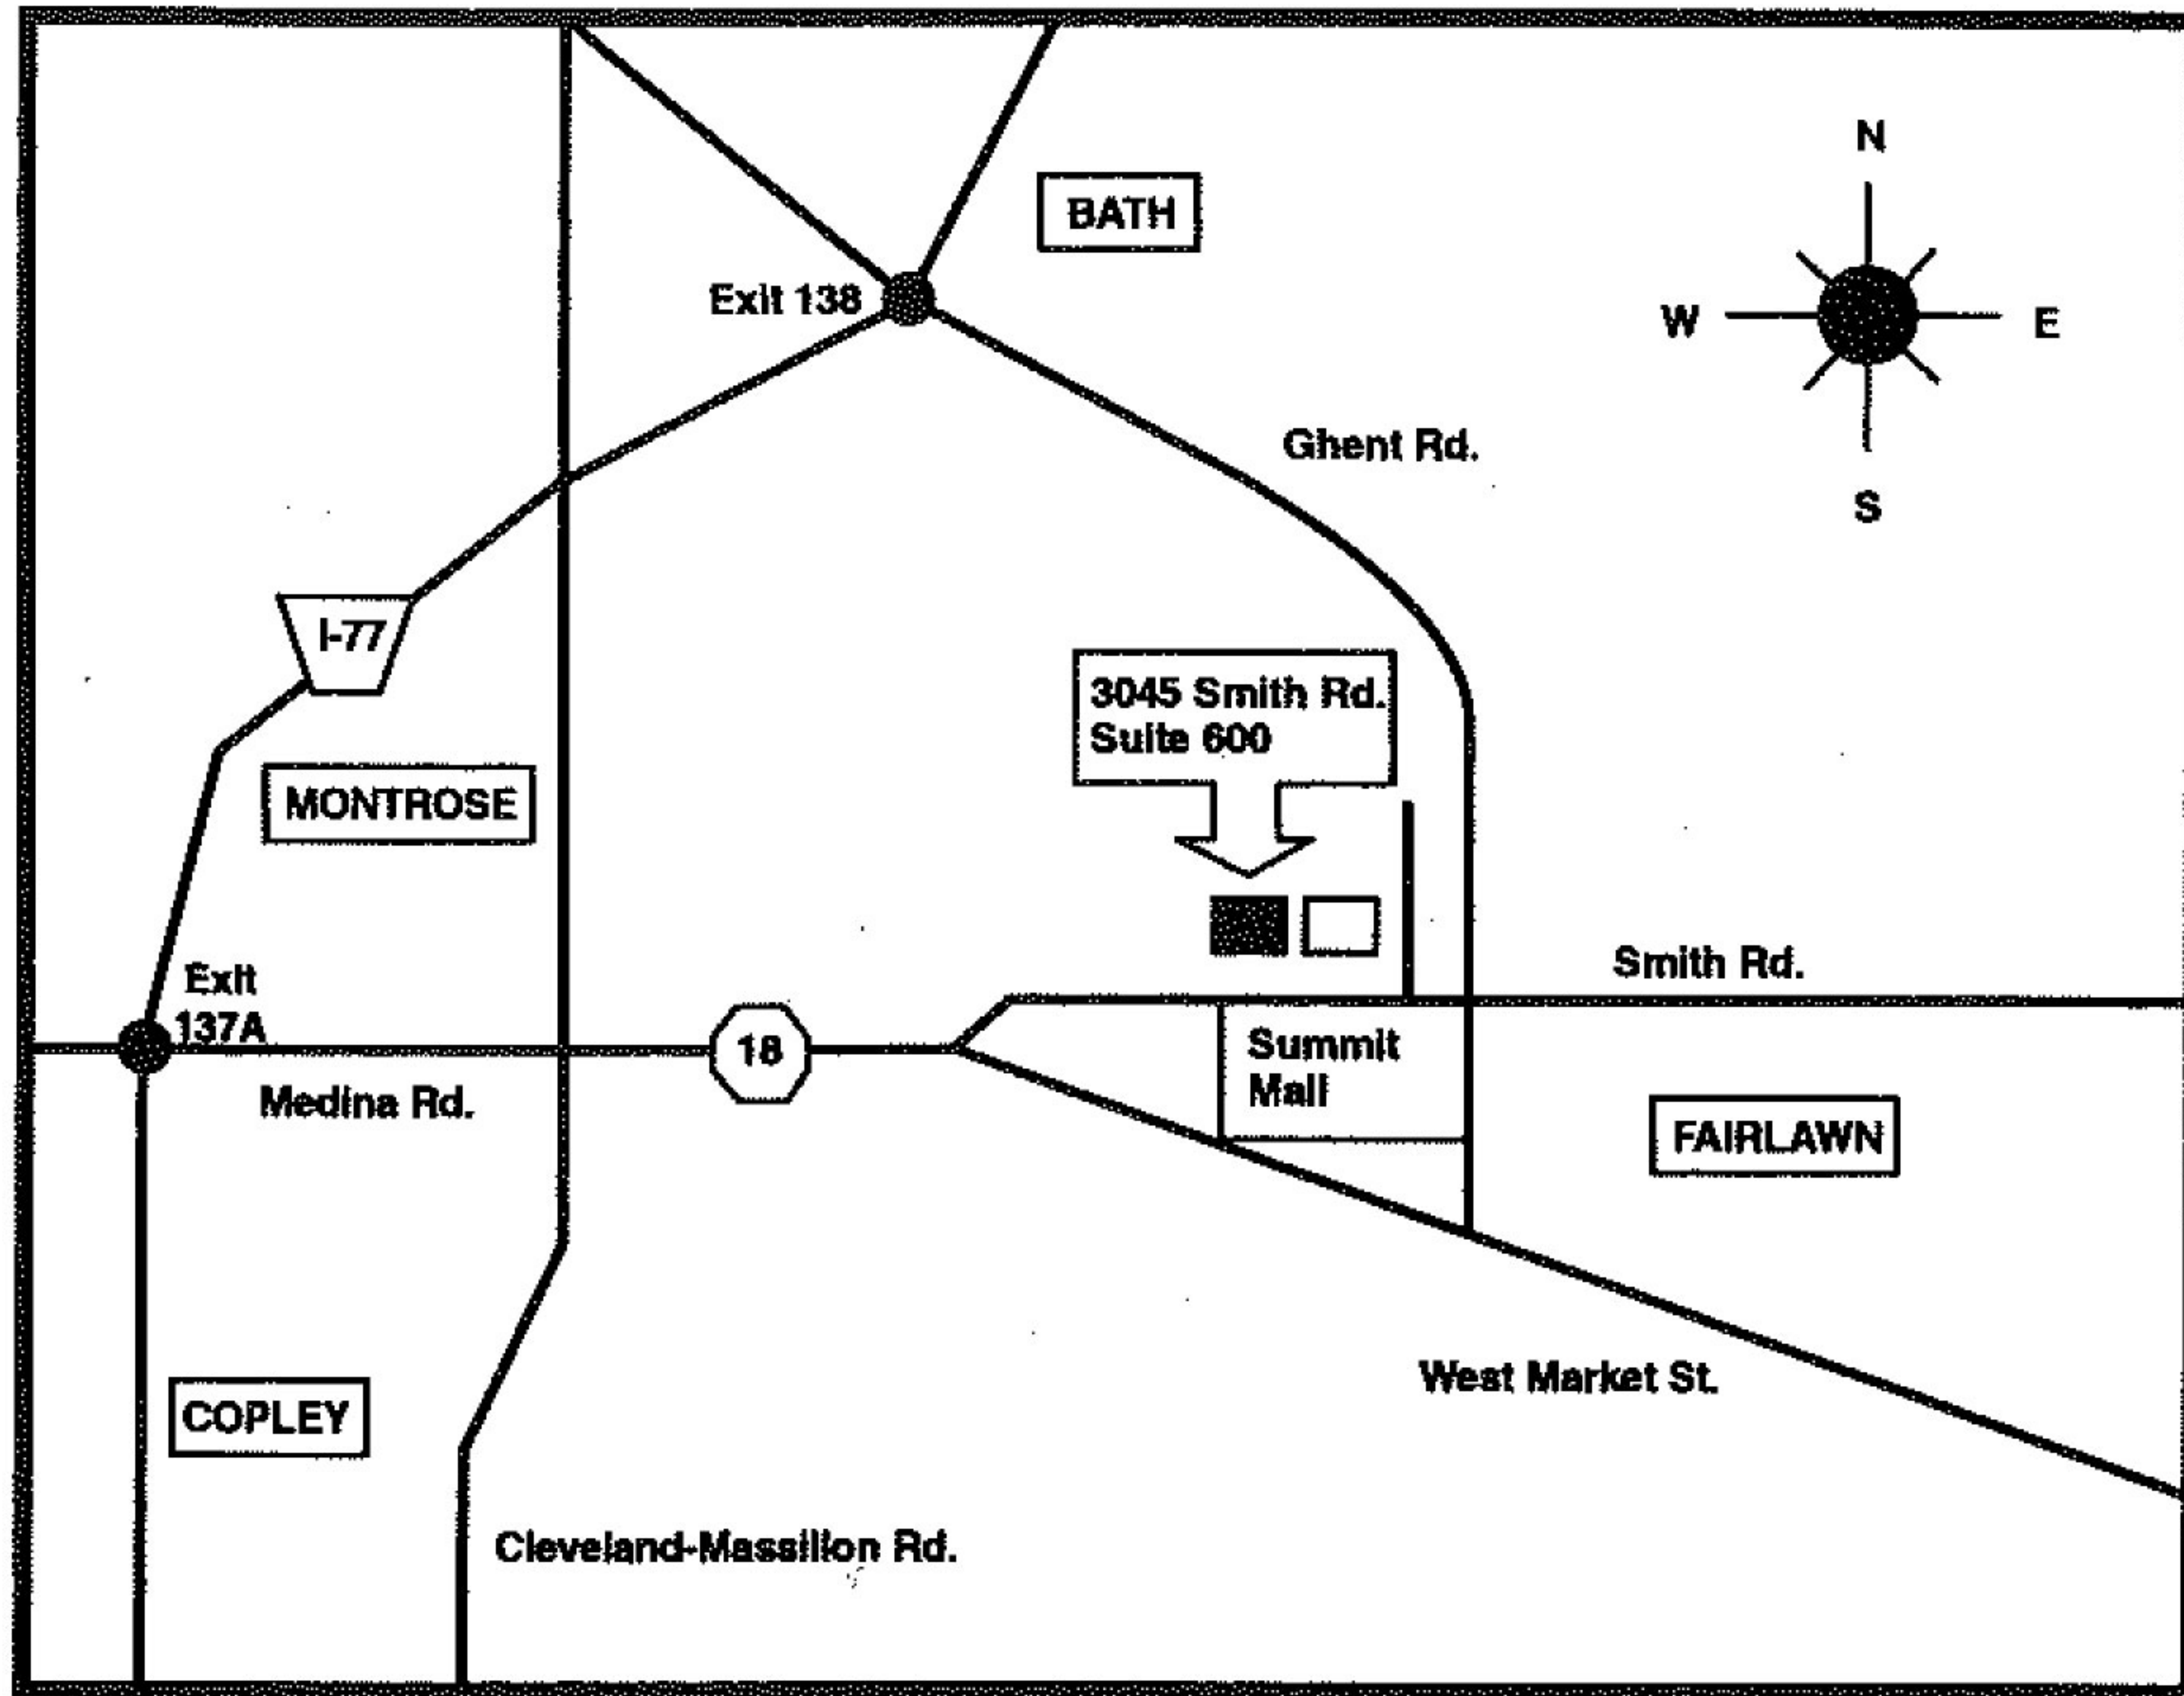 N
BATH
Exit 138
W
E
Ghent Rd.
S
I-77
3045 Smith Rd.
Suite 600
MONTROSE
Smith Rd.
Exit
137A
18
Summit
Mall
Medina Rd.
FAIRLAWN
West Market St.
COPLEY
Cleveland-Massillon Rd.